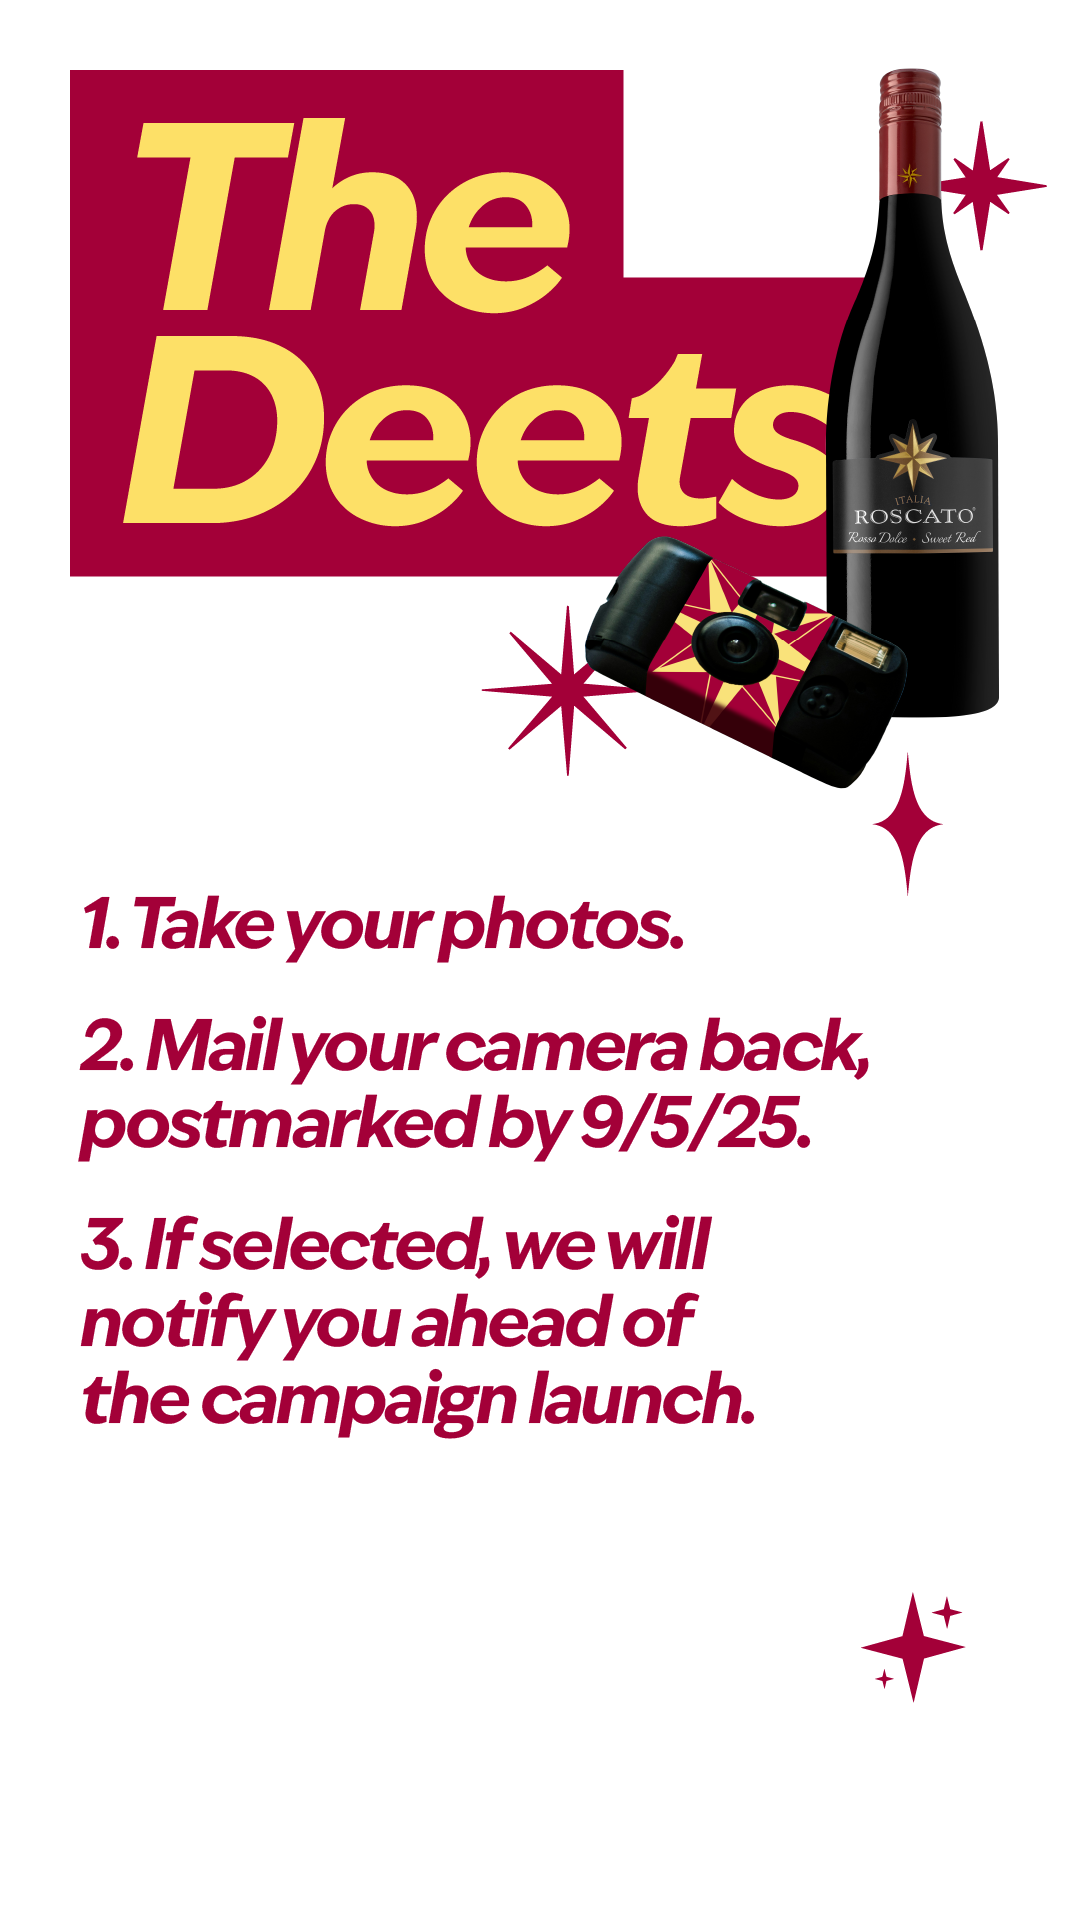 The
Deets
ITALIA
ROSCATO®
Rosso Dolce • Sweet Red
1. Take your photos.
2. Mail your camera back,
postmarked by 9/5/25.
3. If selected, we will
notify you ahead of
the campaign launch.